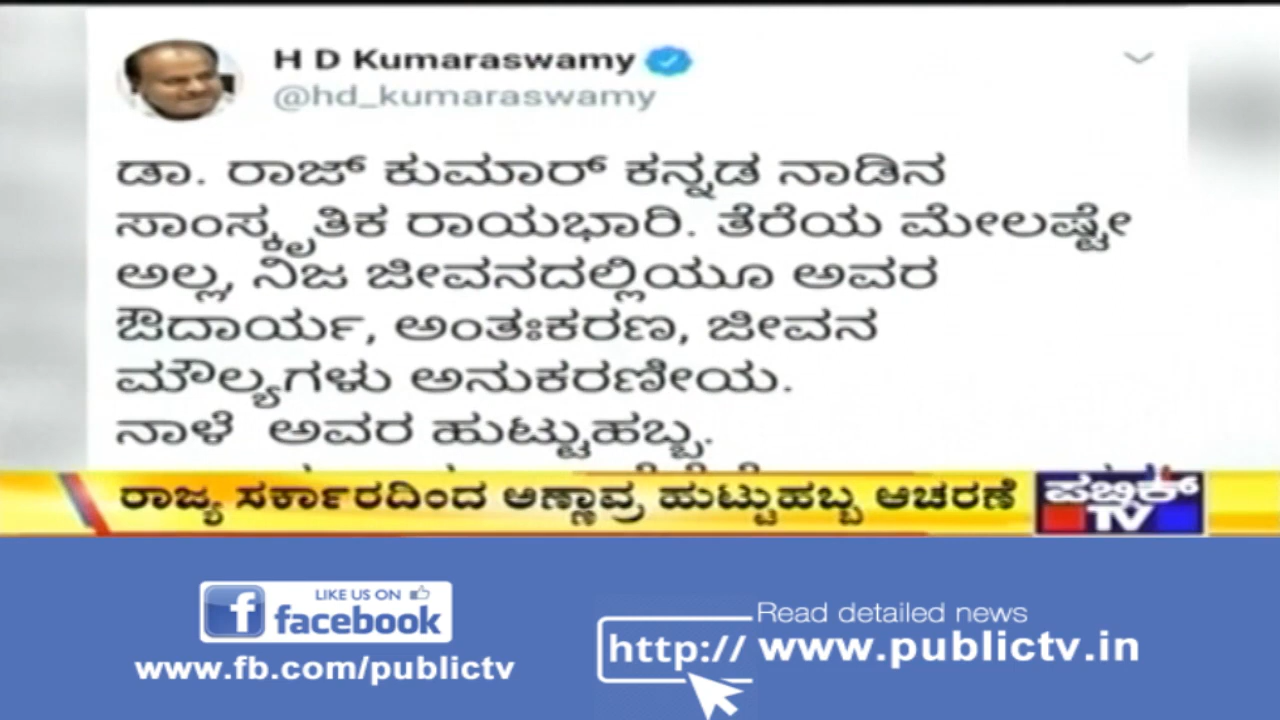 H D Kumaraswamy
@hd_kumaraswamy
ಡಾ. ರಾಜ್ ಕುಮಾರ್ ಕನ್ನಡ ನಾಡಿನ
ಸಾಂಸ್ಕೃತಿಕ ರಾಯಭಾರಿ. ತೆರೆಯ ಮೇಲಷ್ಟೇ
ಅಲ್ಲ, ನಿಜ ಜೀವನದಲ್ಲಿಯೂ ಅವರ
ಔದಾರ್ಯ, ಅಂತಃಕರಣ, ಜೀವನ
ಮೌಲ್ಯಗಳು ಅನುಕರಣೀಯ.
ನಾಳೆ ಅವರ ಹುಟ್ಟುಹಬ್ಬ.
ರಾಜ್ಯ ಸರ್ಕಾರದಿಂದ ಅಣ್ಣಾವ್ರ ಹುಟ್ಟುಹಬ್ಬ ಆಚರಣೆ
ಪಬ್ಲಿಕ್
TV
LIKE US ON
f facebook
www.fb.com/publictv
Read detailed news
http:// www.publictv.in